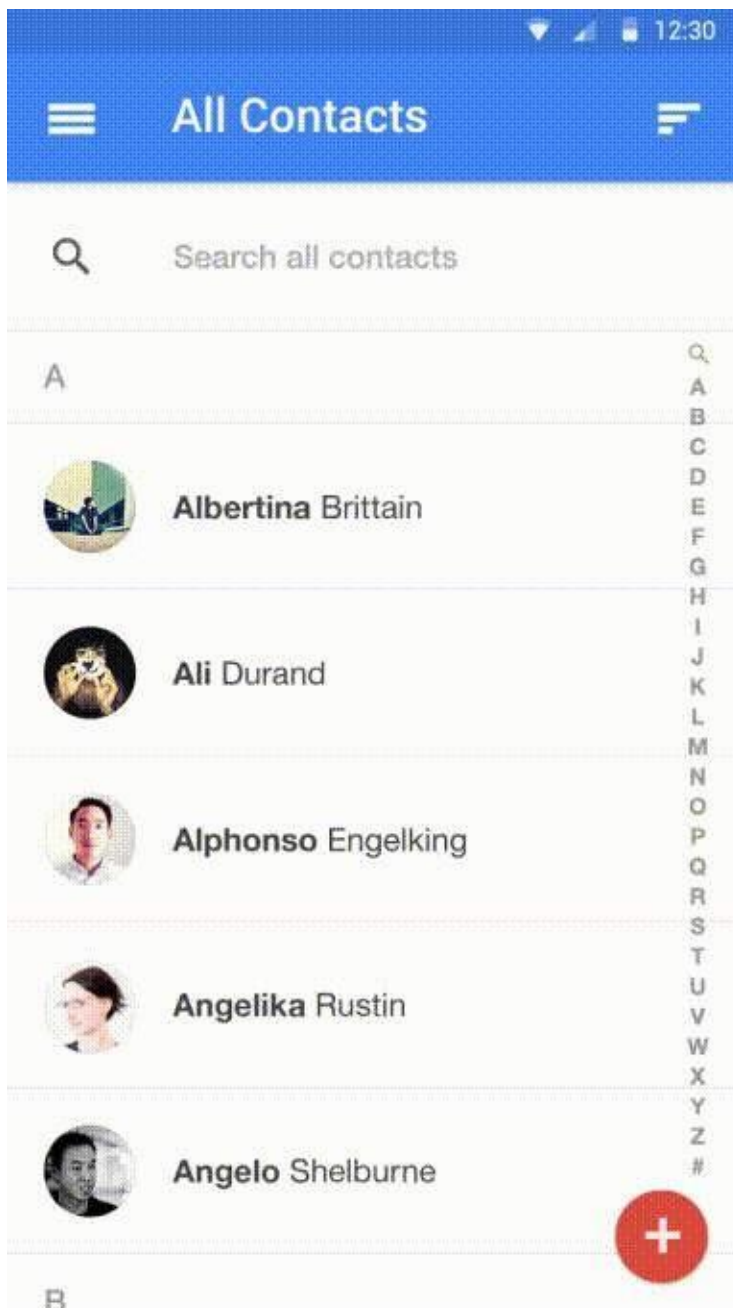 12:30
All Contacts
Search all contacts
A
Albertina Brittain
Ali Durand
Alphonso Engelking
Angelika Rustin
Angelo Shelburne
B
A
B
C
D
E
F
G
H
I
J
K
L
M
N
O
P
Q
R
S
T
U
V
W
X
Y
Z
#